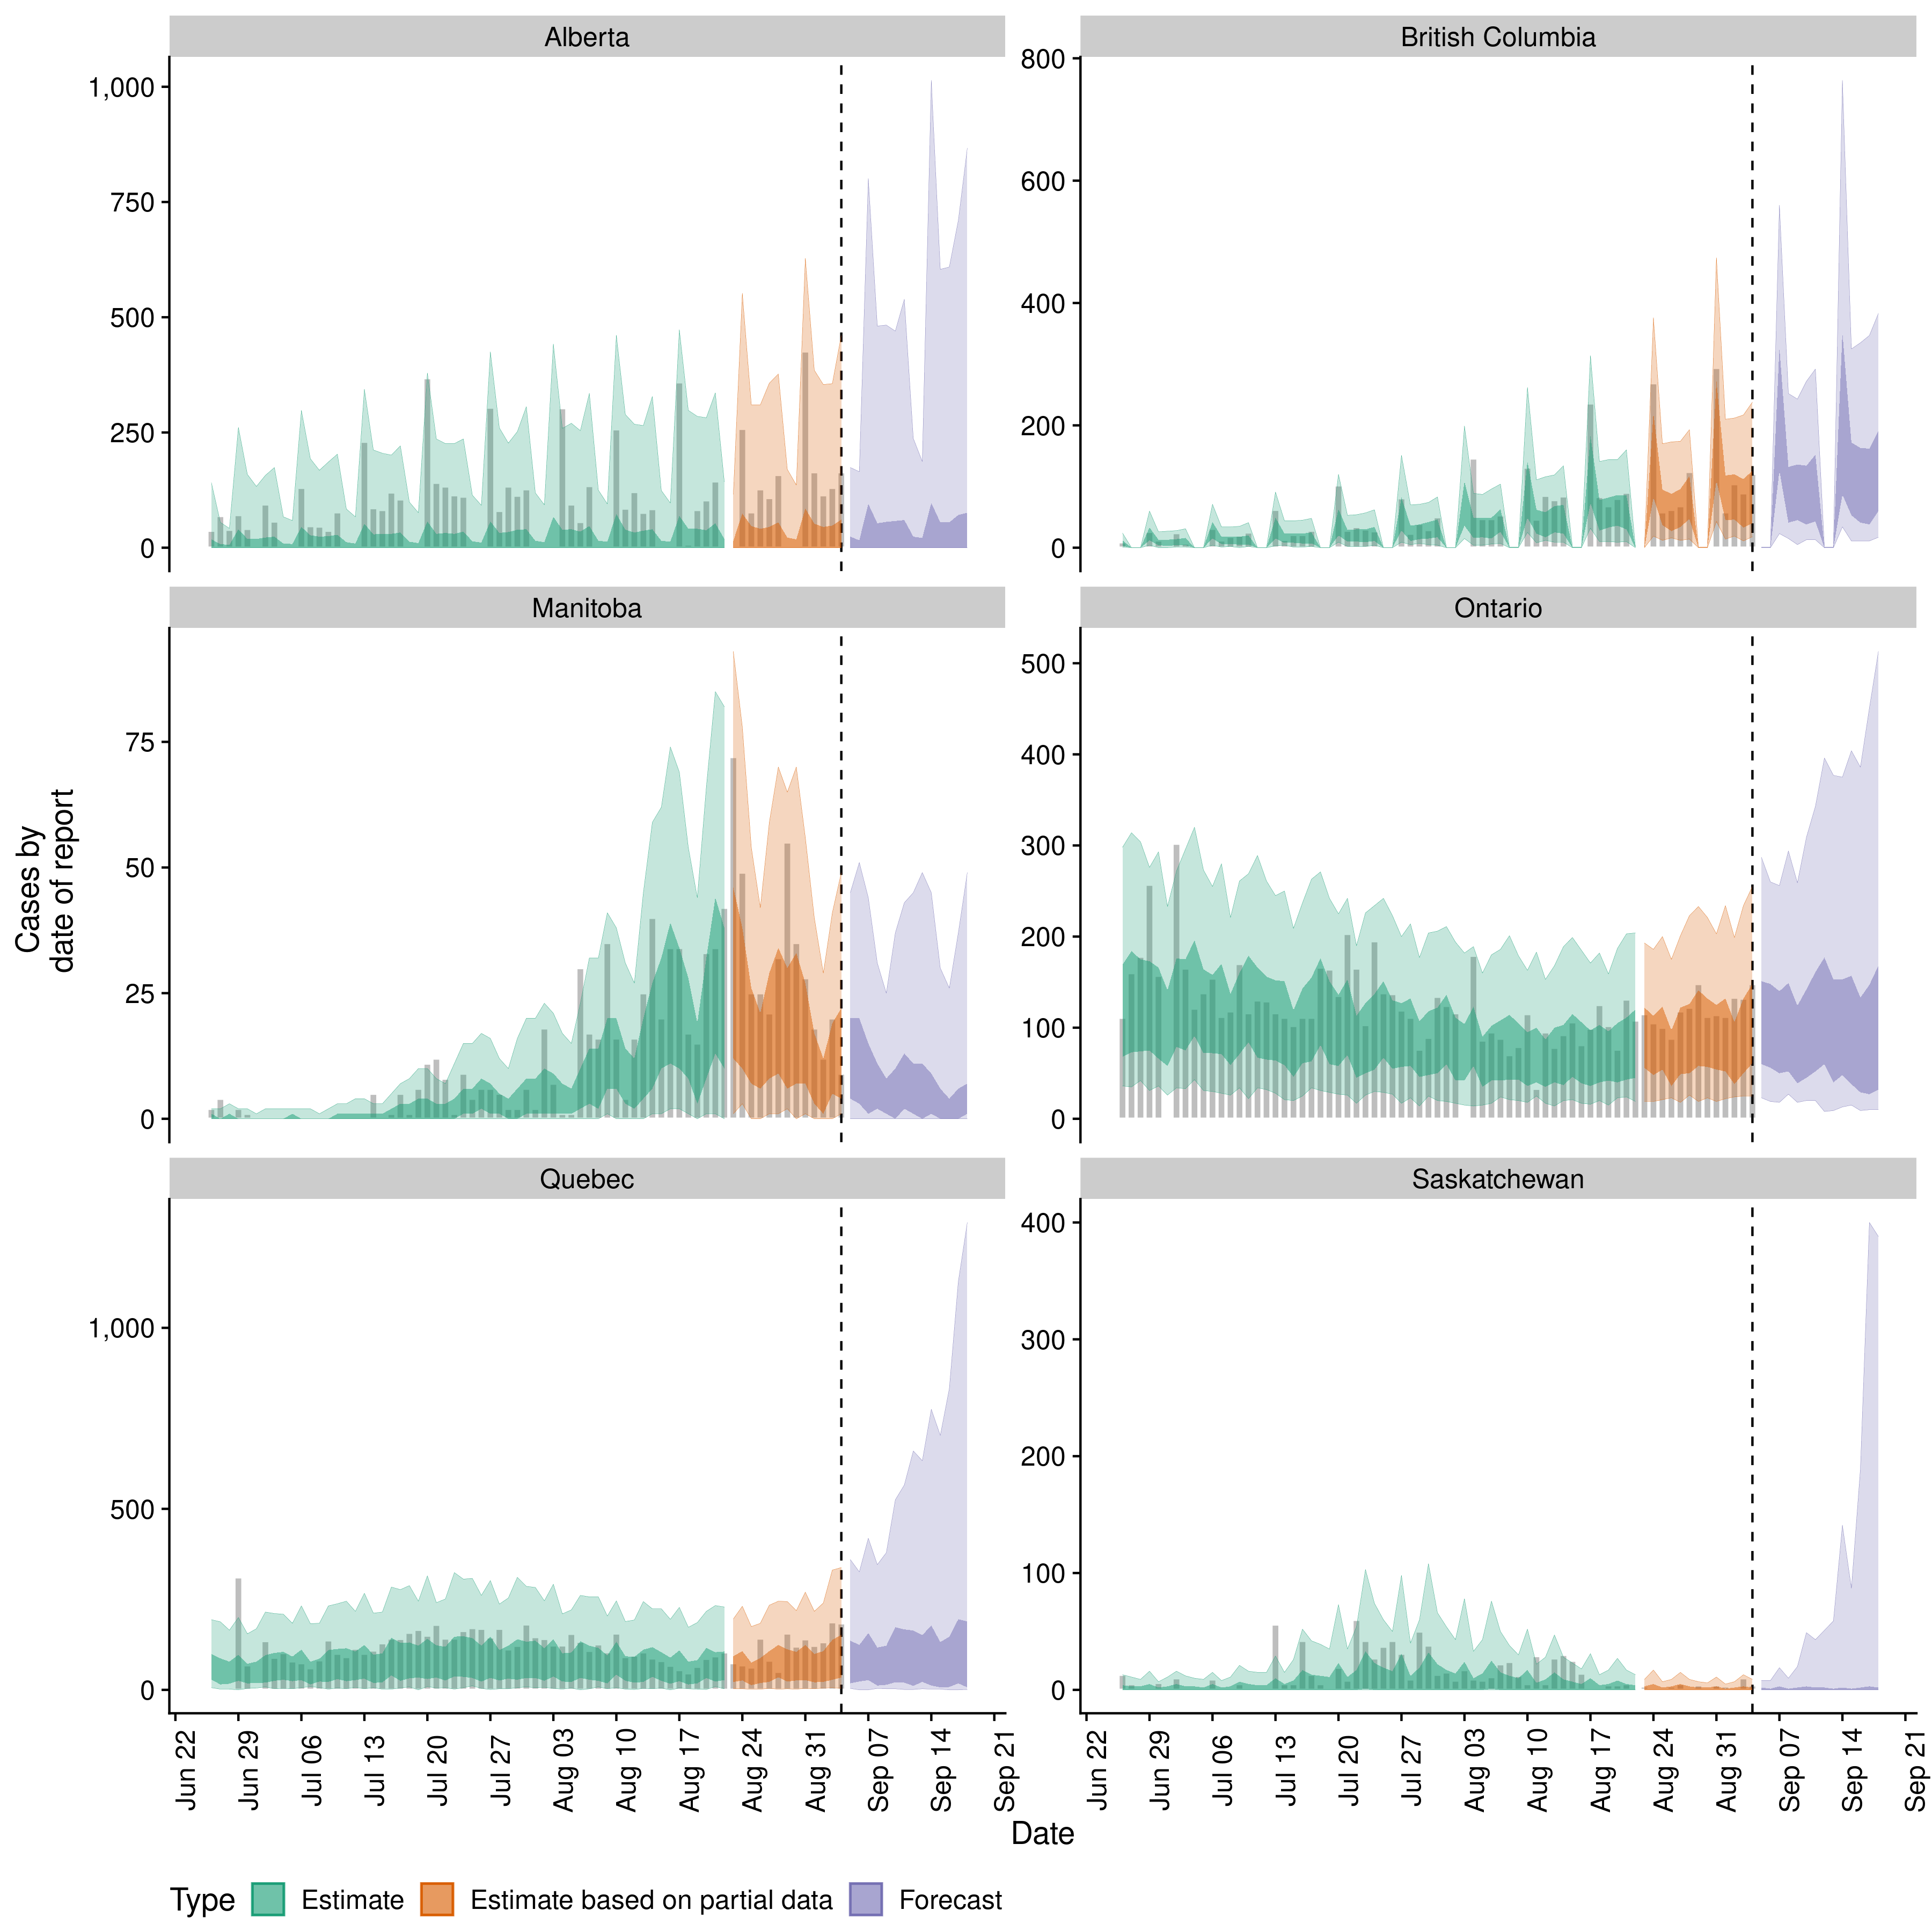 Alberta
British Columbia
1,000
750
500
250
0
800
600
400
200
0
Manitoba
Ontario
75
50
25
0
500
400
300
200
100
0
Cases by
date of report
Quebec
Saskatchewan
1,000
500
0
400
300
200
100
0
Jun 22
Jun 29
Jul 06
Jul 13
Jul 20
Jul 27
Aug 03
Aug 10
Aug 17
Aug 24
Aug 31
Sep 07
Sep 14
Sep 21
Jun 22
Jun 29
Jul 06
Jul 13
Jul 20
Jul 27
Aug 03
Aug 10
Aug 17
Aug 24
Aug 31
Sep 07
Sep 14
Sep 21
Date
Type Estimate Estimate based on partial data Forecast